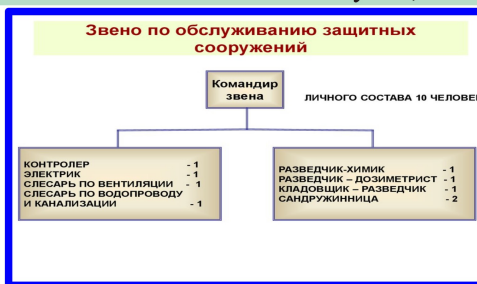 Звено по обслуживанию защитных
сооружений
Командир
звена
ЛИЧНОГО СОСТАВА 10 ЧЕЛОВЕ
КОНТРОЛЕР - 1
ЭЛЕКТРИК - 1
СЛЕСАРЬ ПО ВЕНТИЛЯЦИИ - 1
СЛЕСАРЬ ПО ВОДОПРОВОДУ
И КАНАЛИЗАЦИИ - 1
РАЗВЕДЧИК-ХИМИК - 1
РАЗВЕДЧИК – ДОЗИМЕТРИСТ - 1
КЛАДОВЩИК – РАЗВЕДЧИК - 1
САНДРУЖИННИЦА - 2